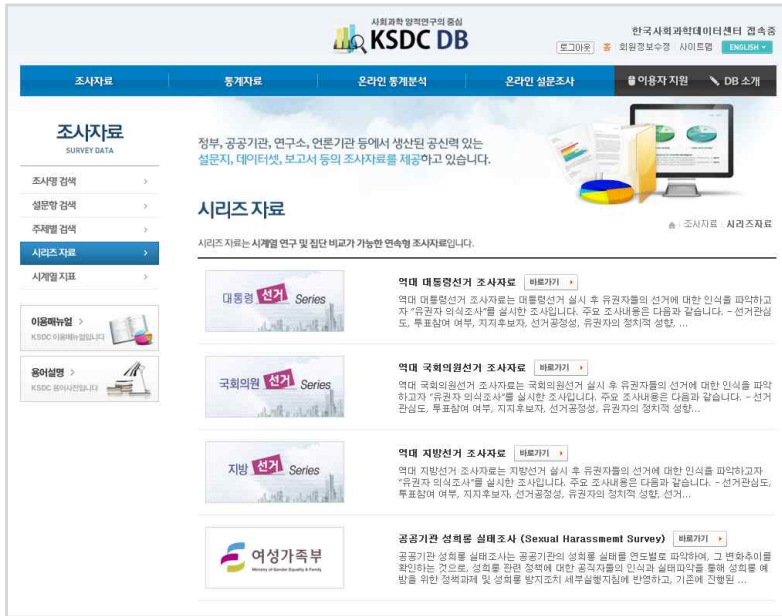 사회과학 양적연구의 중심
KSDC DB
한국사회과학데이터센터 접속중
로그아웃 홈 회원정보수정 사이트맵 ENGLISH
조사자료 통계자료 온라인 통계분석 온라인 설문조사 이용자 지원 DB 소개
조사자료
SURVEY DATA
조사명 검색
설문항 검색
주제별 검색
시리즈 자료
시계열 지표
이용매뉴얼
KSDC 이용매뉴얼입니다
용어설명
KSDC 용어사전입니다
정부, 공공기관, 연구소, 언론기관 등에서 생산된 공신력 있는
설문지, 데이터셋, 보고서 등의 조사자료를 제공하고 있습니다.
시리즈 자료
조사자료 시리즈자료
시리즈 자료는 시계열 연구 및 집단 비교가 가능한 연속형 조사자료입니다.
대통령 선거 Series
역대 대통령선거 조사자료 바로가기
역대 대통령선거 조사자료는 대통령선거 실시 후 유권자들의 선거에 대한 인식을 파악하고
자 "유권자 의식조사"를 실시한 조사입니다. 주요 조사내용은 다음과 같습니다. - 선거관심
도, 투표참여 여부, 지지후보자, 선거공정성, 유권자의 정치적 성향, ...
국회의원 선거 Series
역대 국회의원선거 조사자료 바로가기
역대 국회의원선거 조사자료는 국회의원선거 실시 후 유권자들의 선거에 대한 인식을 파악
하고자 "유권자 의식조사"를 실시한 조사입니다. 주요 조사내용은 다음과 같습니다. - 선거
관심도, 투표참여 여부, 지지후보자, 선거공정성, 유권자의 정치적 성향...
지방 선거 Series
역대 지방선거 조사자료 바로가기
역대 지방선거 조사자료는 지방선거 실시 후 유권자들의 선거에 대한 인식을 파악하고자
"유권자 의식조사"를 실시한 조사입니다. 주요 조사내용은 다음과 같습니다. - 선거관심도,
투표참여 여부, 지지후보자, 선거공정성, 유권자의 정치적 성향, 선거...
여성가족부
Ministry of Gender Equality & Family
공공기관 성희롱 실태조사 (Sexual Harassmemt Survey) 바로가기
공공기관 성희롱 실태조사는 공공기관의 성희롱 실태를 연도별로 파악하여, 그 변화추이를
확인하는 것으로, 성희롱 관련 정책에 대한 공직자들의 인식과 실태파악을 통해 성희롱 예
방을 위한 정책과제 및 성희롱 방지조치 세부실행지침에 반영하고, 기존에 진행된 ...